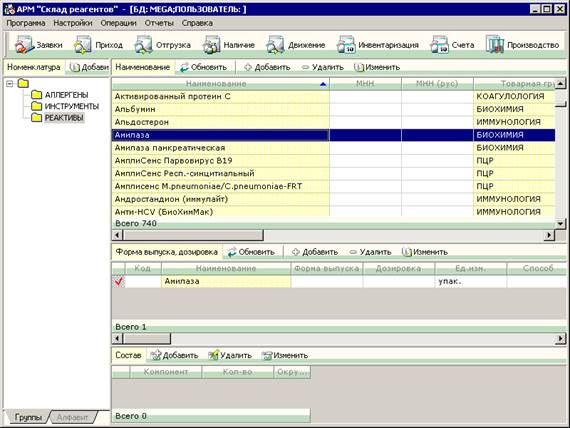 АРМ "Склад реагентов" - [БД: MEGA;ПОЛЬЗОВАТЕЛЬ: ]
Программа Настройки Операции Отчеты Справка
Заявки Приход Отгрузка Наличие Движение Инвентаризация Счета Производство
Номенклатура Добави
АЛЛЕРГЕНЫ
ИНСТРУМЕНТЫ
РЕАКТИВЫ
Наименование Обновить Добавить Удалить Изменить
Наименование МНН МНН (рус) Товарная гру
Активированный протеин С КОАГУЛОЛОГИЯ
Альбумин БИОХИМИЯ
Альдостерон ИММУНОЛОГИЯ
Амилаза БИОХИМИЯ
Амилаза панкреатическая БИОХИМИЯ
АмплиСенс Парвовирус В19 ПЦР
АмплиСенс Респ.-синцитиальный ПЦР
Амплисенс M.pneumoniae/C.pneumoniae-FRT ПЦР
Андростандион (иммулайт) ИММУНОЛОГИЯ
Анти-HCV (БиоХимМак) ИММУНОЛОГИЯ
Всего 740
Форма выпуска, дозировка Обновить Добавить Удалить Изменить
Код Наименование Форма выпуска Дозировка Ед.изм. Способ
Амилаза упак.
Всего 1
Состав Добавить Удалить Изменить
Компонент Кол-во Окру...
Всего 0
Группы Алфавит